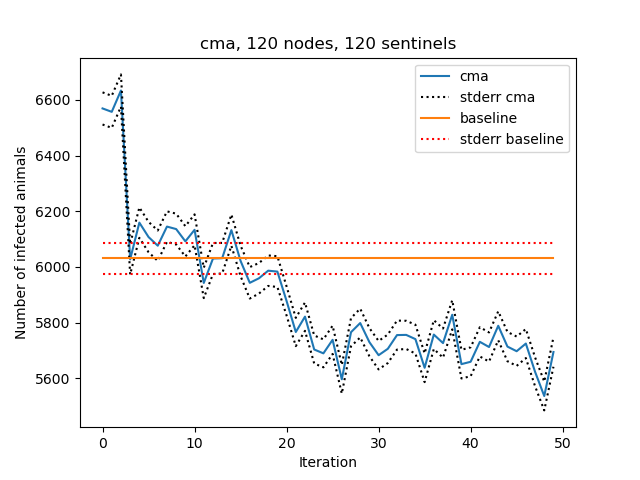 cma, 120 nodes, 120 sentinels
cma
stderr cma
baseline
stderr baseline
Number of infected animals
6600
6400
6200
6000
5800
5600
0 10 20 30 40 50
Iteration